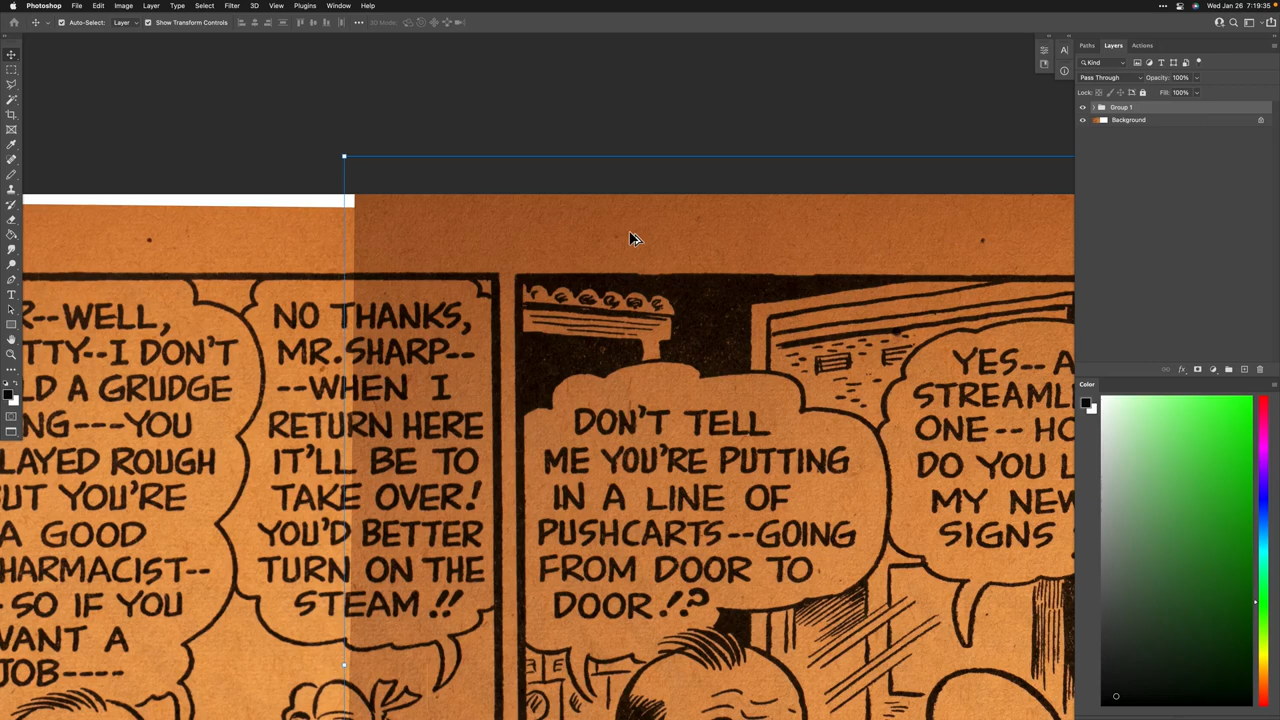 Photoshop File Edit Image Layer Type Select Filter 3D View Plugins Window Help
Wed Jan 26 7:19:35
Auto-Select: Layer Show Transform Controls 3D Mode:
Paths Layers Actions
Kind
Pass Through Opacity: 100%
Lock: Fill: 100%
Group 1
Background
Color
R--WELL,
TTY--I DON'T
LD A GRUDGE
NG---YOU
LAYED ROUGH
UT YOU'RE
A GOOD
HARMACIST--
- SO IF YOU
WANT A
JOB----
NO THANKS,
MR. SHARP--
--WHEN I
RETURN HERE
IT'LL BE TO
TAKE OVER!
YOU'D BETTER
TURN ON THE
STEAM!!
DON'T TELL
ME YOU'RE PUTTING
IN A LINE OF
PUSHCARTS--GOING
FROM DOOR TO
DOOR!?
YES-- A
STREAML
ONE-- HO
DO YOU L
MY NEW
SIGNS